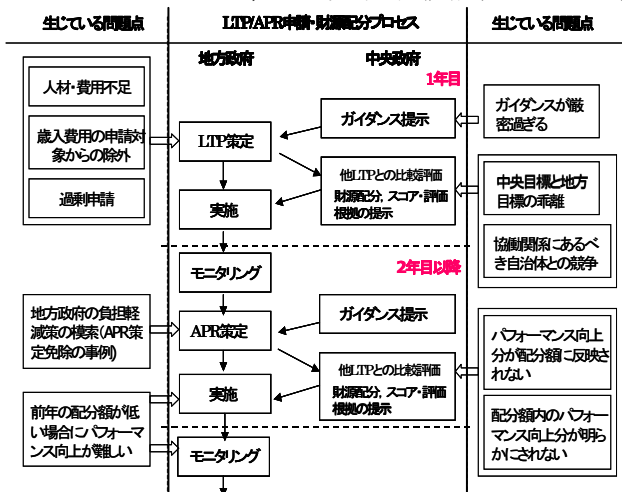 生じている問題点
LTP/APR申請・財源配分プロセス
生じている問題点
地方政府
中央政府
1年目
人材・費用不足
歳入費用の申請対
象からの除外
過剰申請
LTP策定
実施
ガイダンス提示
他LTPとの比較評価
財源配分，スコア・評価
根拠の提示
ガイダンスが厳
密過ぎる
中央目標と地方
目標の乖離
協働関係にあるべ
き自治体との競争
2年目以降
モニタリング
地方政府の負担軽
減策の模索（APR策
定免除の事例）
APR策定
ガイダンス提示
他LTPとの比較評価
財源配分，スコア・評価
根拠の提示
実施
前年の配分額が低
い場合にパフォーマ
ンス向上が難しい
モニタリング
パフォーマンス向上
分が配分額に反映さ
れない
配分額内のパフォー
マンス向上分が明ら
かにされない